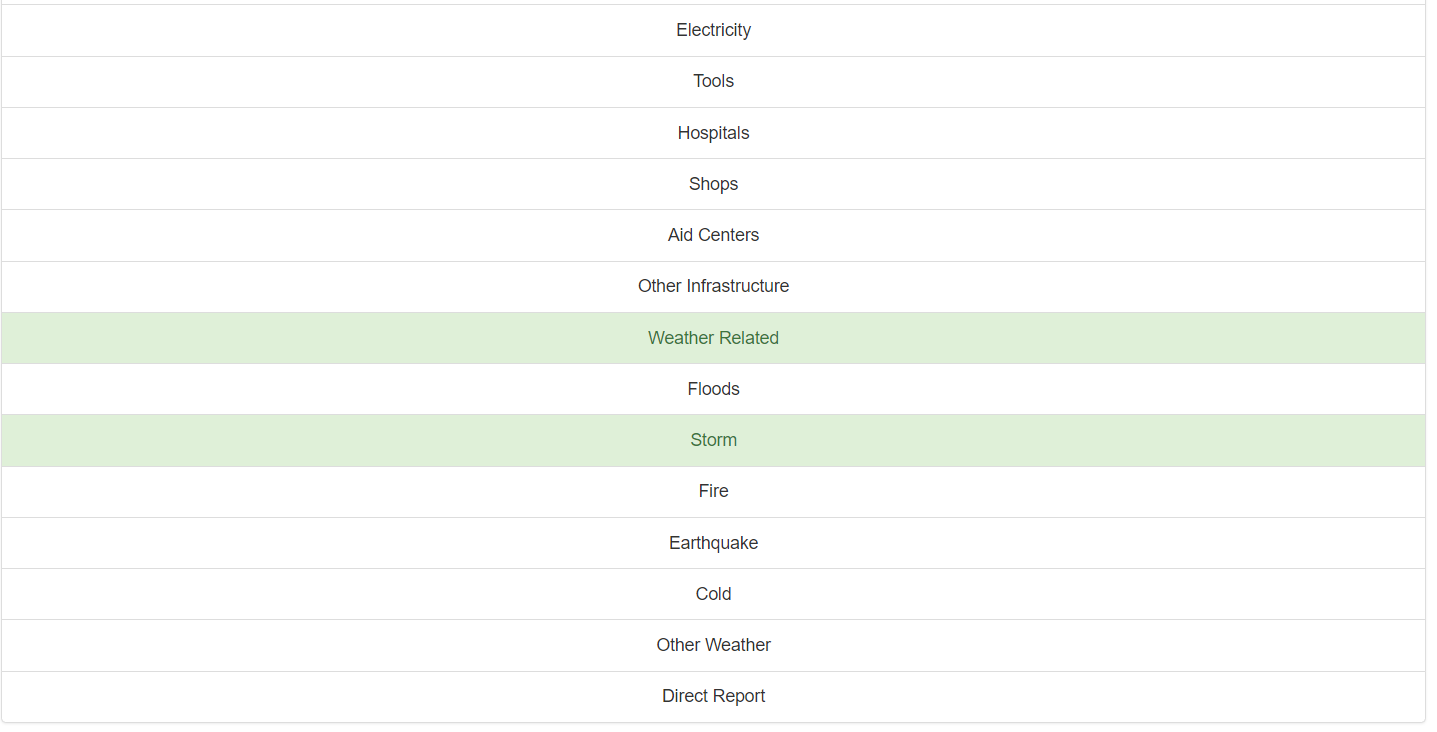 Electricity
Tools
Hospitals
Shops
Aid Centers
Other Infrastructure
Weather Related
Floods
Storm
Fire
Earthquake
Cold
Other Weather
Direct Report